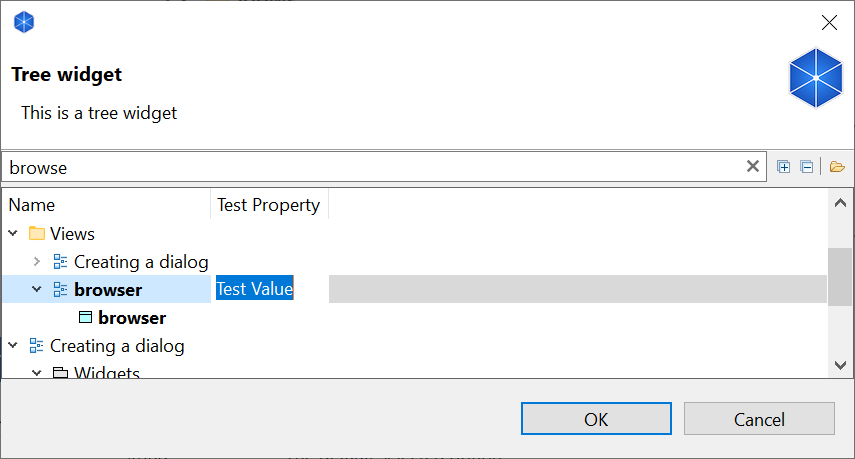 Tree widget
This is a tree widget
browse
Name Test Property
Views
Creating a dialog
browser Test Value
browser
Creating a dialog
Widgets
OK Cancel